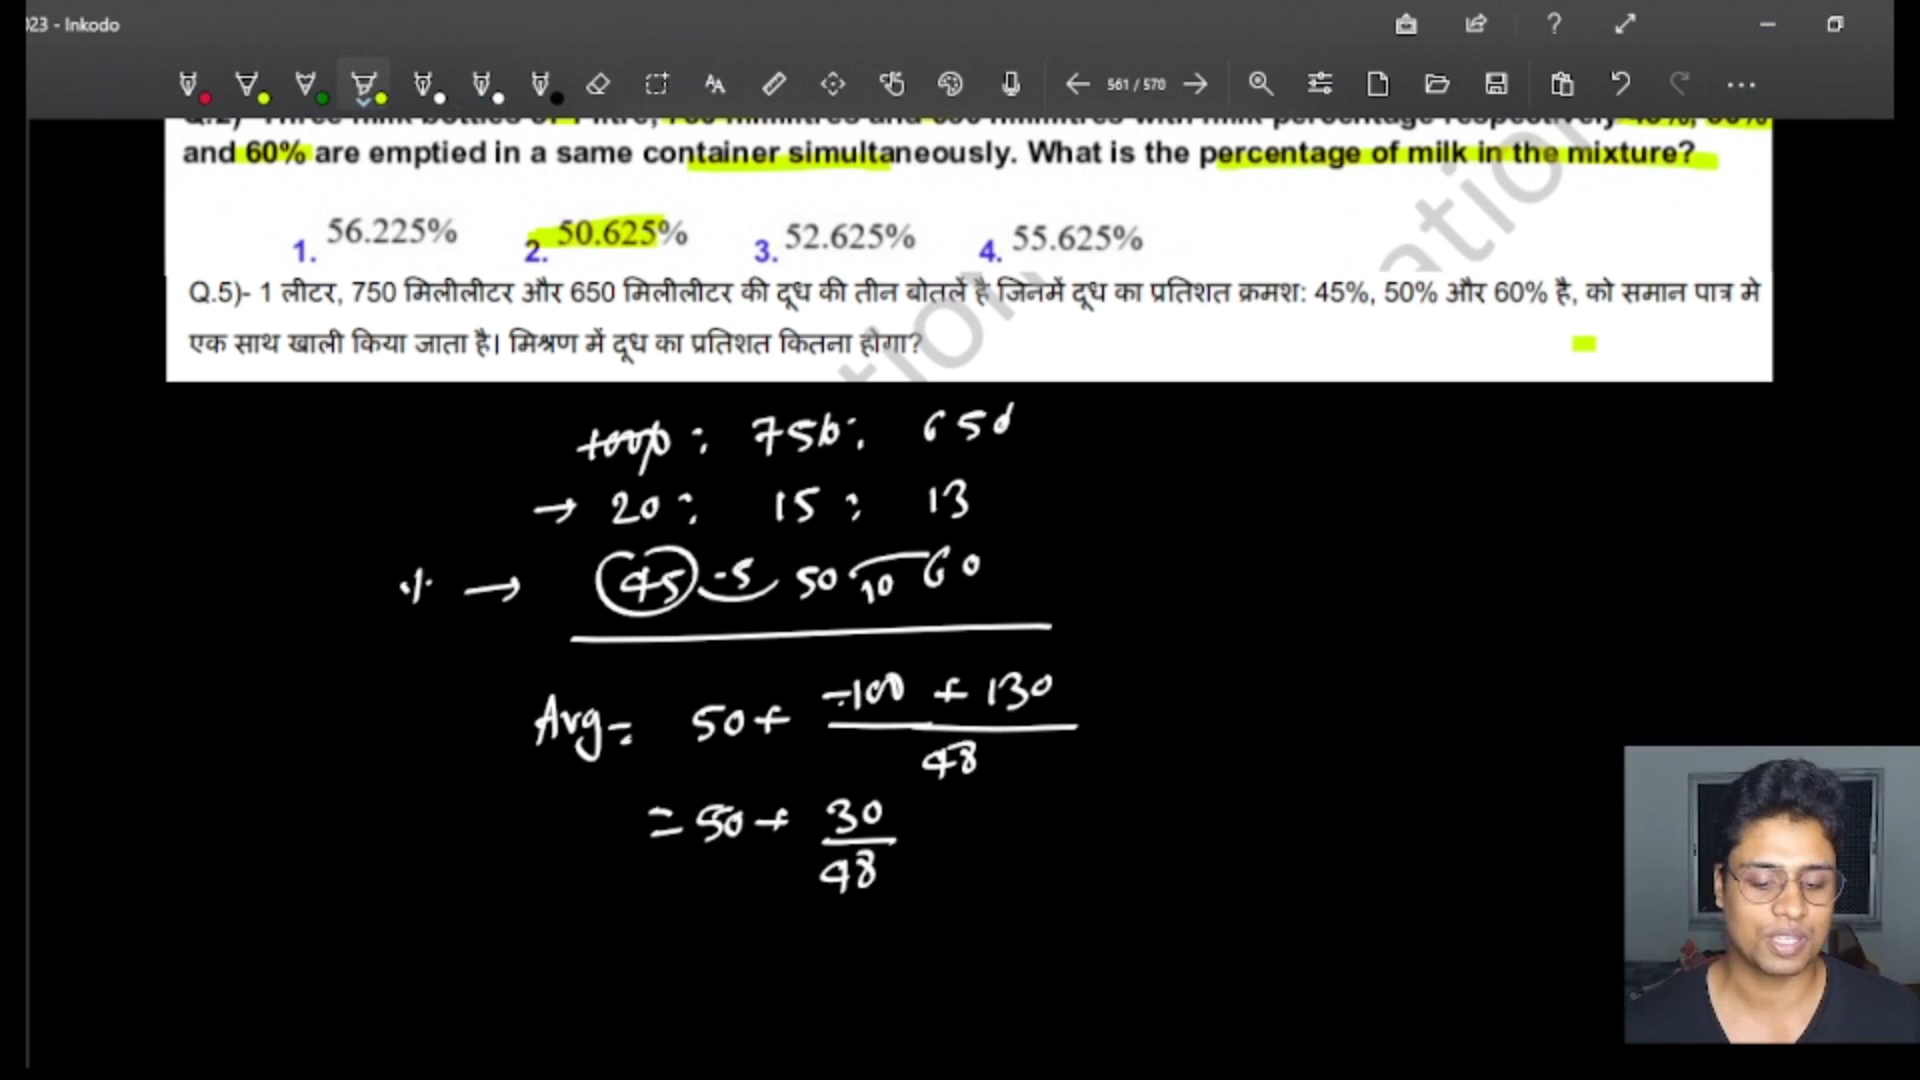 023 - Inkodo
561 / 570
and 60% are emptied in a same container simultaneously. What is the percentage of milk in the mixture?
1. 56.225% 2. 50.625% 3. 52.625% 4. 55.625%
Q.5)- 1 लीटर, 750 मिलीलीटर और 650 मिलीलीटर की दूध की तीन बोतलें है जिनमें दूध का प्रतिशत क्रमश: 45%, 50% और 60% है, को समान पात्र मे
एक साथ खाली किया जाता है। मिश्रण में दूध का प्रतिशत कितना होगा?
1000 : 750 : 650
→ 20 : 15 : 13
% → 45 -5 50 10 60
Avg = 50 + -100 + 130
48
= 50 + 30
48